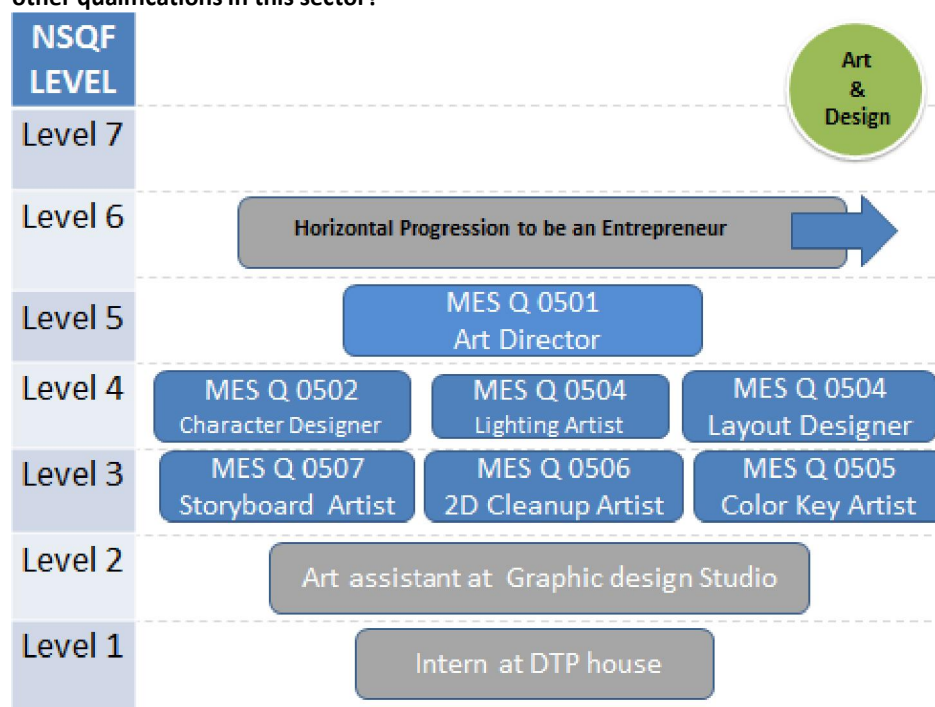 other qualifications in this sector?
NSQF
LEVEL
Art
&
Design
Level 7
Level 6
Horizontal Progression to be an Entrepreneur
Level 5
MES Q 0501
Art Director
Level 4
MES Q 0502
Character Designer
MES Q 0504
Lighting Artist
MES Q 0504
Layout Designer
Level 3
MES Q 0507
Storyboard Artist
MES Q 0506
2D Cleanup Artist
MES Q 0505
Color Key Artist
Level 2
Art assistant at Graphic design Studio
Level 1
Intern at DTP house